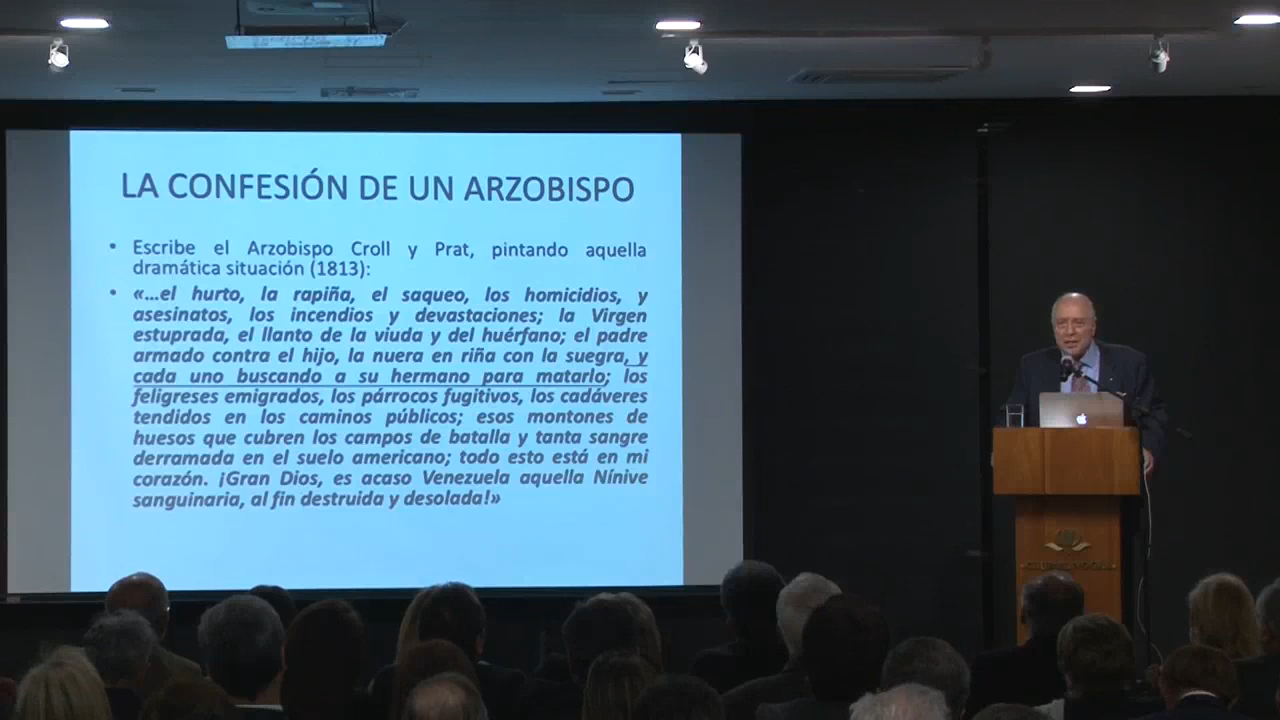 LA CONFESIÓN DE UN ARZOBISPO
• Escribe el Arzobispo Croll y Prat, pintando aquella
dramática situación (1813):
• «…el hurto, la rapiña, el saqueo, los homicidios, y
asesinatos, los incendios y devastaciones; la Virgen
estuprada, el llanto de la viuda y del huérfano; el padre
armado contra el hijo, la nuera en riña con la suegra, y
cada uno buscando a su hermano para matarlo; los
feligreses emigrados, los párrocos fugitivos, los cadáveres
tendidos en los caminos públicos; esos montones de
huesos que cubren los campos de batalla y tanta sangre
derramada en el suelo americano; todo esto está en mi
corazón. ¡Gran Dios, es acaso Venezuela aquella Nínive
sanguinaria, al fin destruida y desolada!»